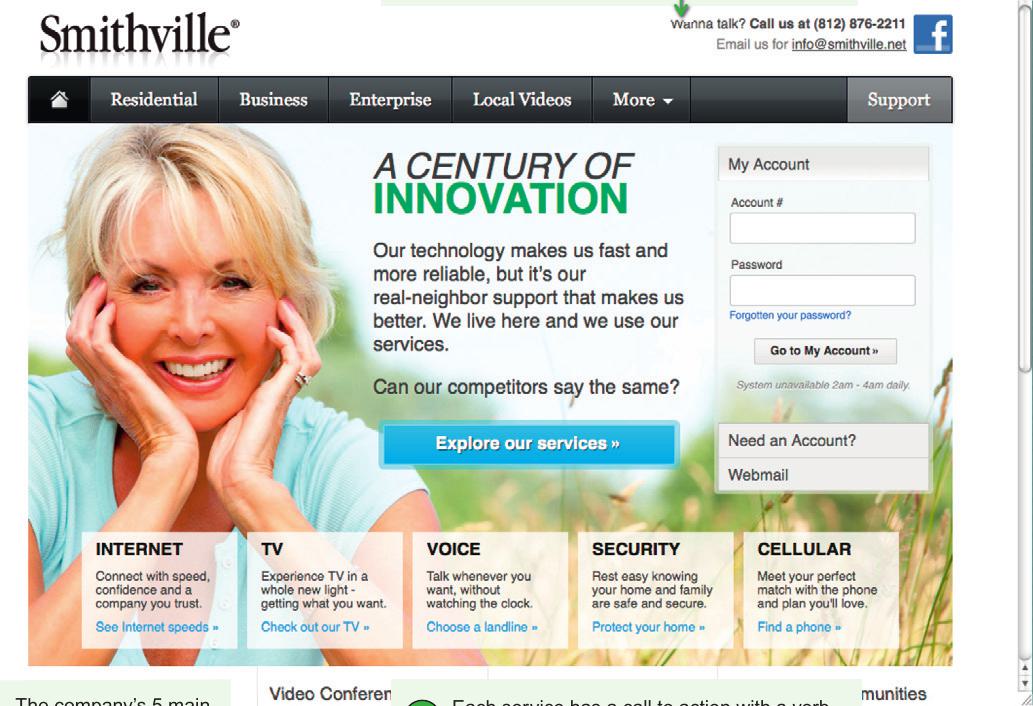 Smithville®
Wanna talk? Call us at (812) 876-2211
Email us for info@smithville.net
f
Residential
Business
Enterprise
Local Videos
More
Support
A CENTURY OF
INNOVATION
Our technology makes us fast and
more reliable, but it's our
real-neighbor support that makes us
better. We live here and we use our
services.
Can our competitors say the same?
Explore our services »
My Account
Account #
Password
Forgotten your password?
Go to My Account »
System unavailable 2am - 4am daily.
Need an Account?
Webmail
INTERNET
Connect with speed,
confidence and a
company you trust.
See Internet speeds »
TV
Experience TV in a
whole new light -
getting what you want.
Check out our TV »
VOICE
Talk whenever you
want, without
watching the clock.
Choose a landline »
SECURITY
Rest easy knowing
your home and family
are safe and secure.
Protect your home »
CELLULAR
Meet your perfect
match with the phone
and plan you'll love.
Find a phone »
Video Conferen
munities
The company's 5 main
Each service has a call to action with a verb